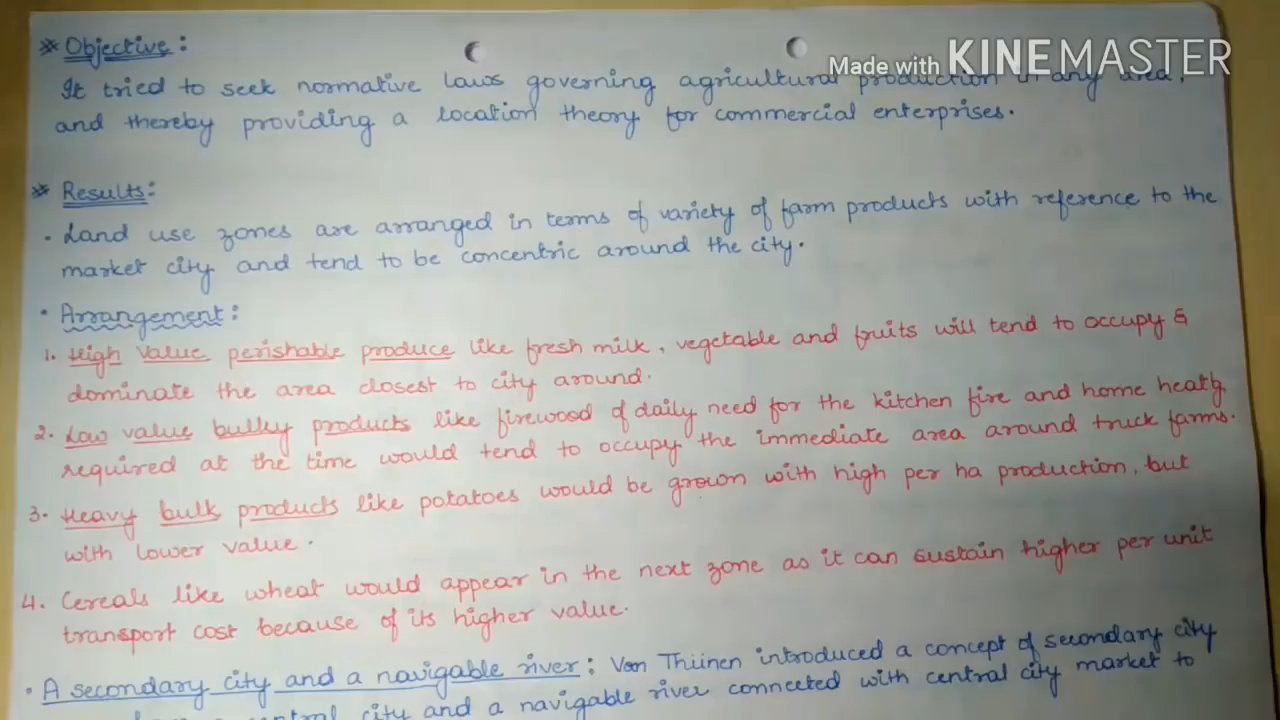 Made with KINEMASTER
* Objective :
It tried to seek normative laws governing agricultural production in any area,
and thereby providing a location theory for commercial enterprises.
* Results:
. Land use zones are arranged in terms of variety of farm products with reference to the
market city and tend to be concentric around the city.
• Arrangement :
1. High value perishable produce like fresh milk, vegetable and fruits will tend to occupy &
dominate the area closest to city around.
2. Low value bulky products like firewood of daily need for the kitchen fire and home heatg
required at the time would tend to occupy the immediate area around truck farms.
3. Heavy bulk products like potatoes would be grown with high per ha production, but
with lower value.
4. Cereals like wheat would appear in the next zone as it can sustain higher per unit
transport cost because of its higher value.
• A secondary city and a navigable river : Von Thiinen introduced a concept of secondary city
city and a navigable river connected with central city market to